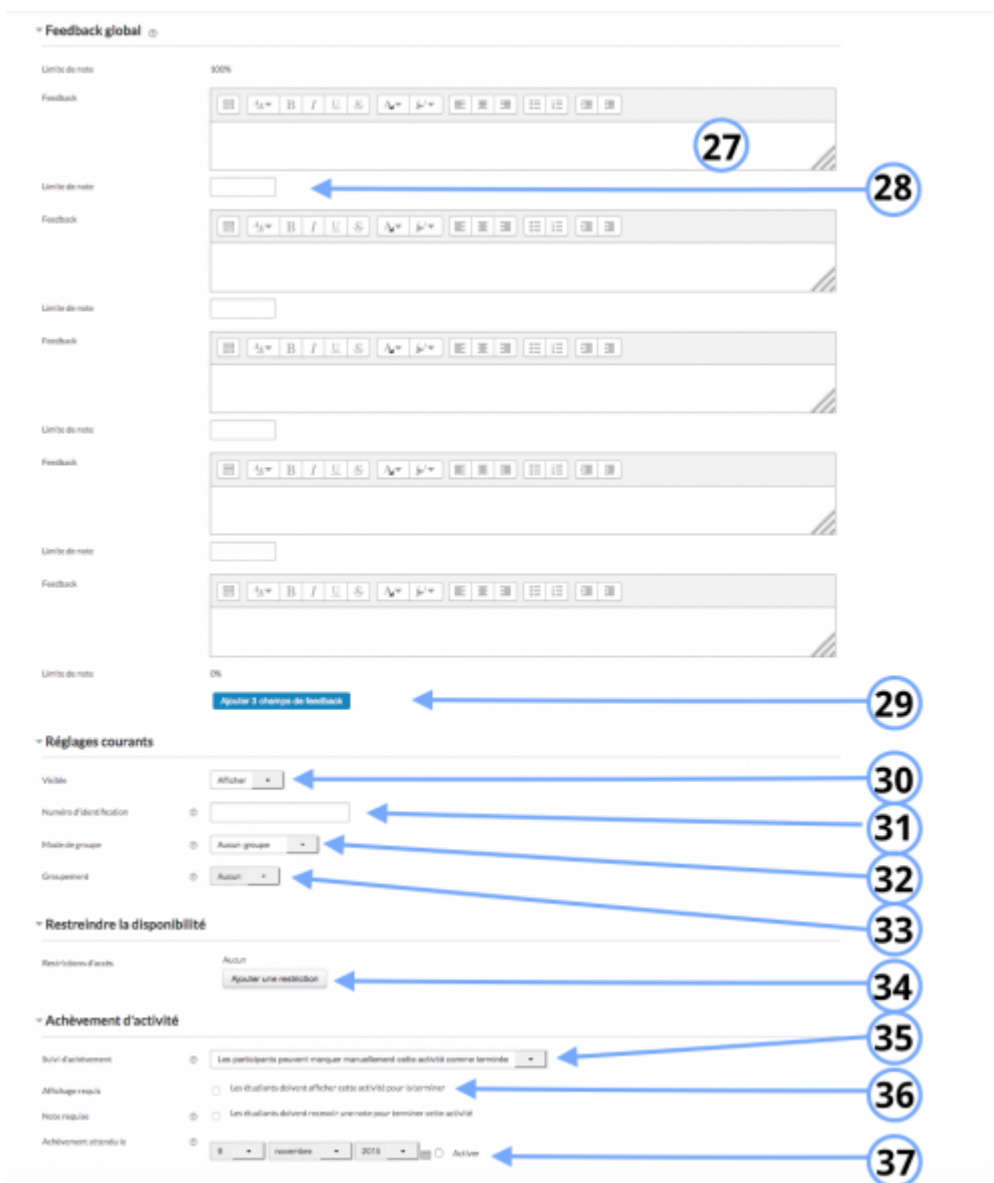 Feedback global
Limite de note 100%
Feedback
27
Limite de note 28
Feedback
Limite de note
Feedback
Limite de note
Feedback
Limite de note
Feedback
Limite de note 0%
Ajouter 3 champs de feedback 29
Réglages courants
Visible Afficher 30
Numéro d'identification 31
Mode de groupe Aucun groupe 32
Groupement Aucun 33
Restreindre la disponibilité
Restrictions d'accès Aucun
Ajouter une restriction 34
Achèvement d'activité
35
Suivi d'achèvement Les participants peuvent marquer manuellement cette activité comme terminée
Affichage requis Les étudiants doivent afficher cette activité pour la terminer 36
Note requise Les étudiants doivent recevoir une note pour terminer cette activité
Achèvement attendu le novembre 2016 Activer 37